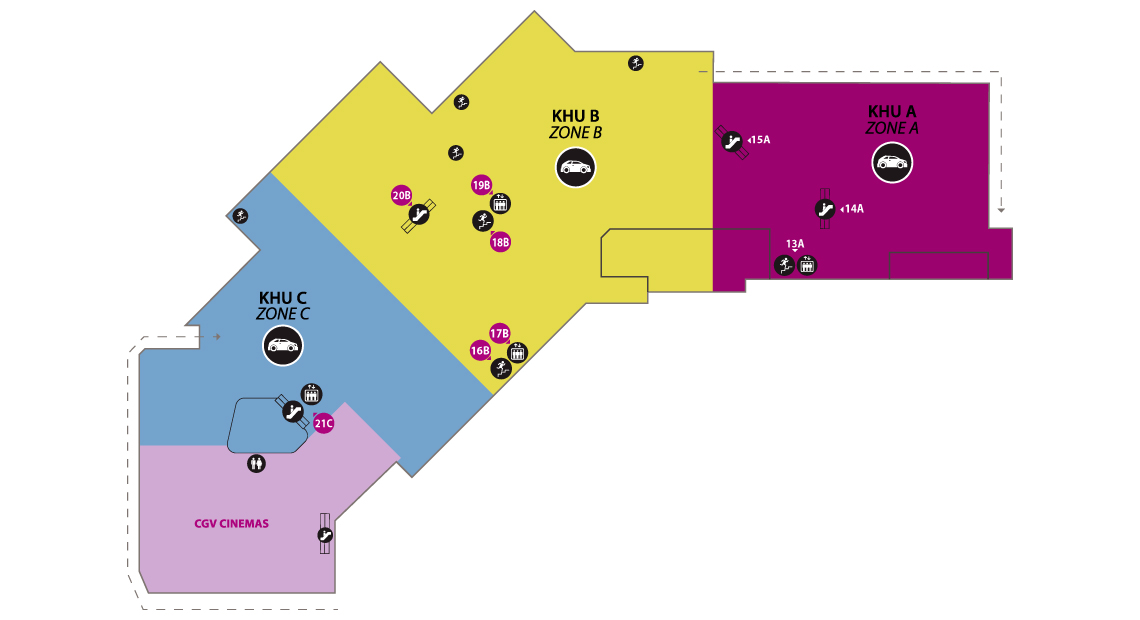 KHU B
ZONE B
KHU A
ZONE A
15A
14A
13A
19B
20B
18B
17B
16B
KHU C
ZONE C
21C
CGV CINEMAS